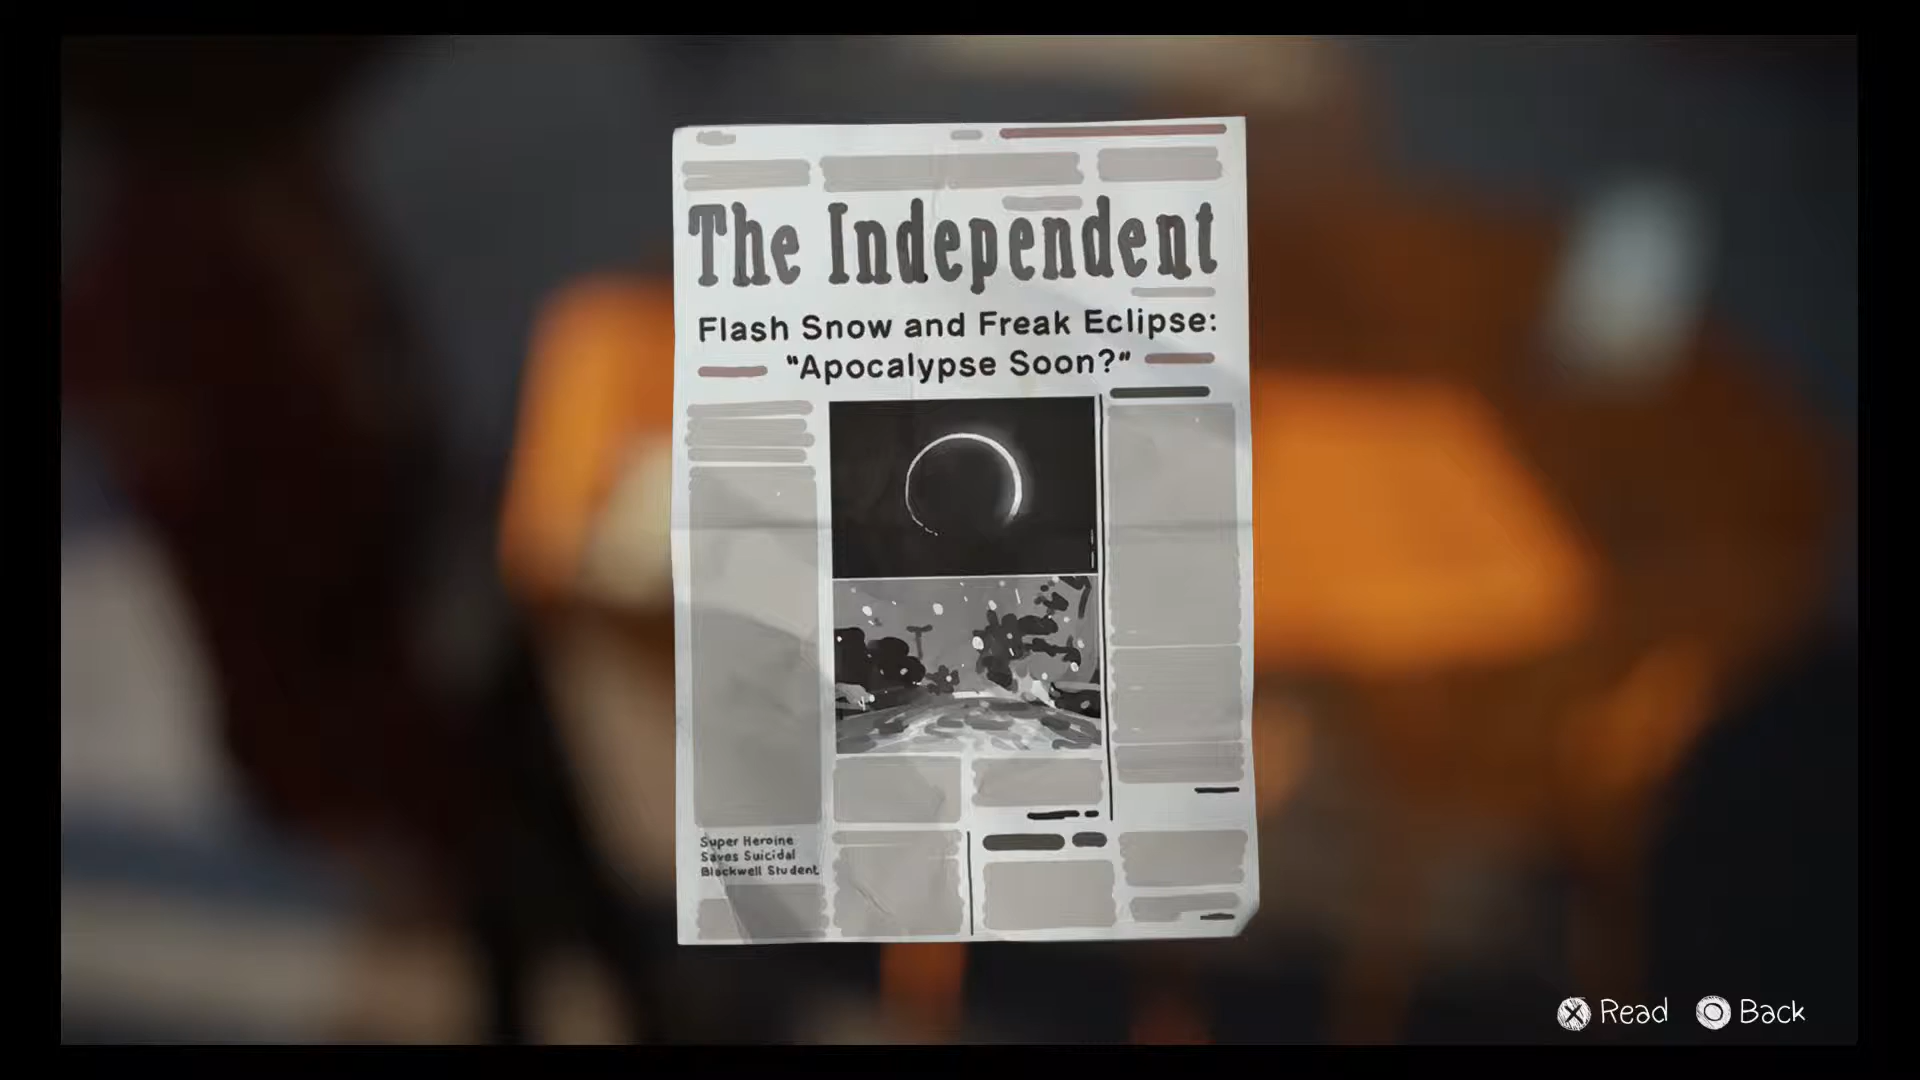 The Independent
Flash Snow and Freak Eclipse:
"Apocalypse Soon?"
Super Heroine
Saves Suicidal
Blackwell Student
Read
Back